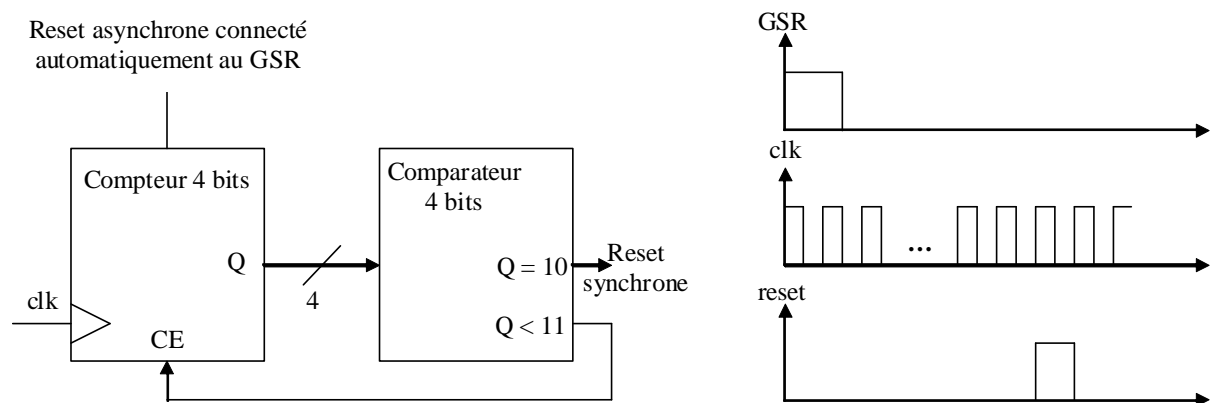 Reset asynchrone connecté
automatiquement au GSR
Compteur 4 bits
Q
clk
CE
4
Comparateur
4 bits
Q = 10
Q < 11
Reset
synchrone
GSR
clk
...
reset